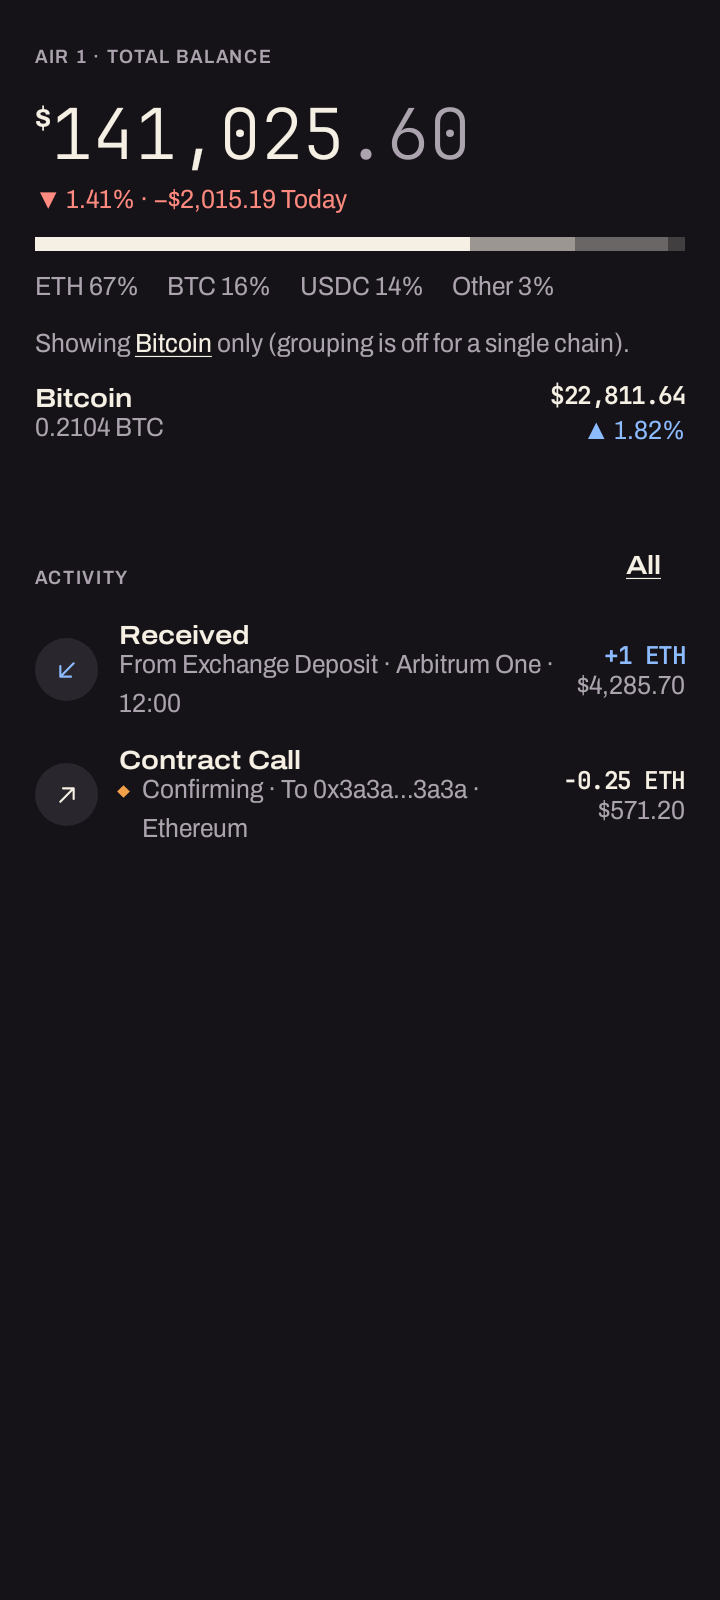 AIR 1 · TOTAL BALANCE
$141,025.60
▼ 1.41% · −$2,015.19 Today
ETH 67% BTC 16% USDC 14% Other 3%
Showing Bitcoin only (grouping is off for a single chain).
Bitcoin $22,811.64
0.2104 BTC ▲ 1.82%
All
ACTIVITY
Received
From Exchange Deposit · Arbitrum One ·
12:00
+1 ETH
$4,285.70
Contract Call
Confirming · To 0x3a3a…3a3a ·
Ethereum
-0.25 ETH
$571.20